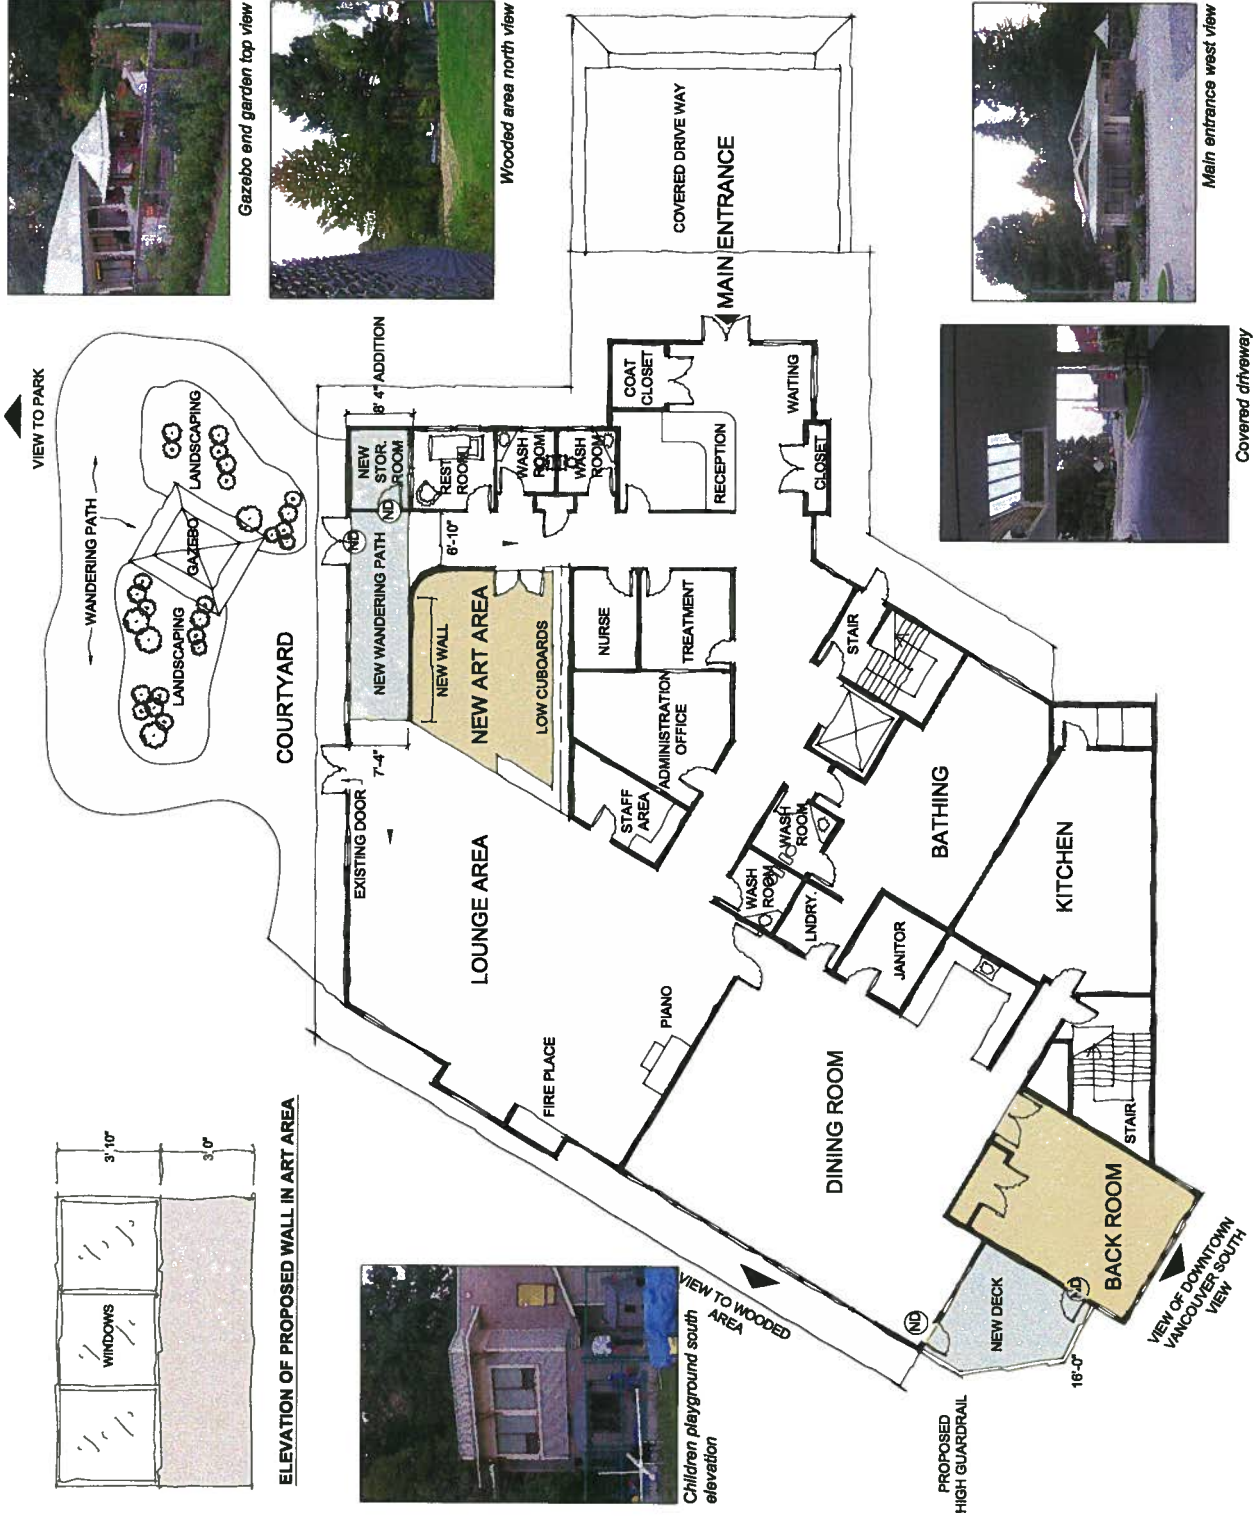 Gazebo end garden top view
Wooded area north view
Main entrance west view
Covered driveway
COVERED DRIVE WAY
MAIN ENTRANCE
VIEW TO PARK
WANDERING PATH
LANDSCAPING
GAZEBO
LANDSCAPING
COURTYARD
8' 4" ADDITION
NEW
STOR.
ROOM
ND
ND
REST
ROOM
WASH
ROOM
WASH
ROOM
COAT
CLOSET
RECEPTION
WAITING
CLOSET
6'-10"
NEW WANDERING PATH
NEW WALL
NEW ART AREA
LOW CUBOARDS
NURSE
TREATMENT
ADMINISTRATION
OFFICE
STAFF
AREA
STAIR
7'-4"
EXISTING DOOR
LOUNGE AREA
WASH
ROOM
WASH
ROOM
LNDRY.
BATHING
JANITOR
KITCHEN
PIANO
FIRE PLACE
DINING ROOM
STAIR
BACK ROOM
ND
ND
NEW DECK
16'-0"
PROPOSED
HIGH GUARDRAIL
VIEW TO WOODED
AREA
VIEW OF DOWNTOWN
VANCOUVER SOUTH
VIEW
3' 10"
3' 0"
WINDOWS
ELEVATION OF PROPOSED WALL IN ART AREA
Children playground south
elevation